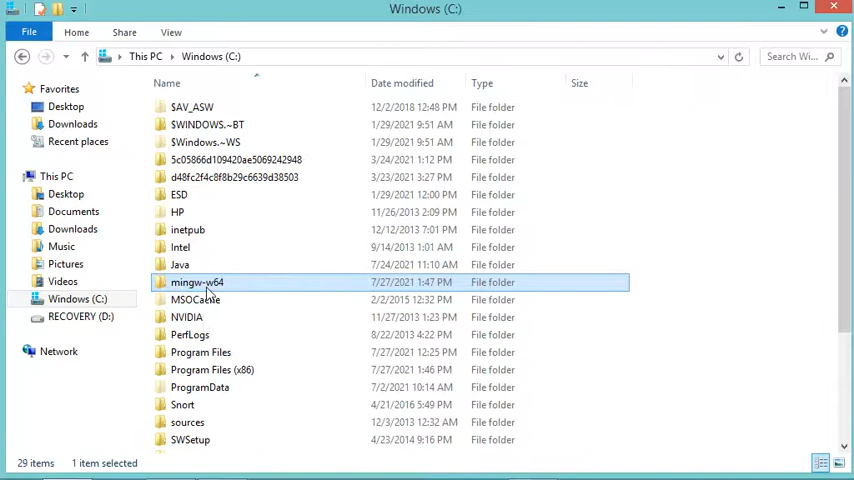 Windows (C:)
File Home Share View
This PC Windows (C:) Search Wi...
Name Date modified Type Size
Favorites
Desktop
Downloads
Recent places
This PC
Desktop
Documents
Downloads
Music
Pictures
Videos
Windows (C:)
RECOVERY (D:)
Network
$AV_ASW 12/2/2018 12:48 PM File folder
$WINDOWS.~BT 1/29/2021 9:51 AM File folder
$Windows.~WS 1/29/2021 9:51 AM File folder
5c05866d109420ae5069242948 3/24/2021 1:12 PM File folder
d48fc2f4c8f8b29c6639d38503 3/23/2021 3:27 PM File folder
ESD 1/29/2021 12:00 PM File folder
HP 11/26/2013 2:09 PM File folder
inetpub 12/12/2013 7:01 PM File folder
Intel 9/14/2013 1:01 AM File folder
Java 7/24/2021 11:10 AM File folder
mingw-w64 7/27/2021 1:47 PM File folder
MSOCache 2/2/2015 12:32 PM File folder
NVIDIA 11/27/2013 1:23 PM File folder
PerfLogs 8/22/2013 4:22 PM File folder
Program Files 7/27/2021 12:25 PM File folder
Program Files (x86) 7/27/2021 1:46 PM File folder
ProgramData 7/2/2021 10:14 AM File folder
Snort 4/21/2016 5:49 PM File folder
sources 12/3/2013 12:32 AM File folder
SWSetup 4/23/2014 9:16 PM File folder
29 items 1 item selected